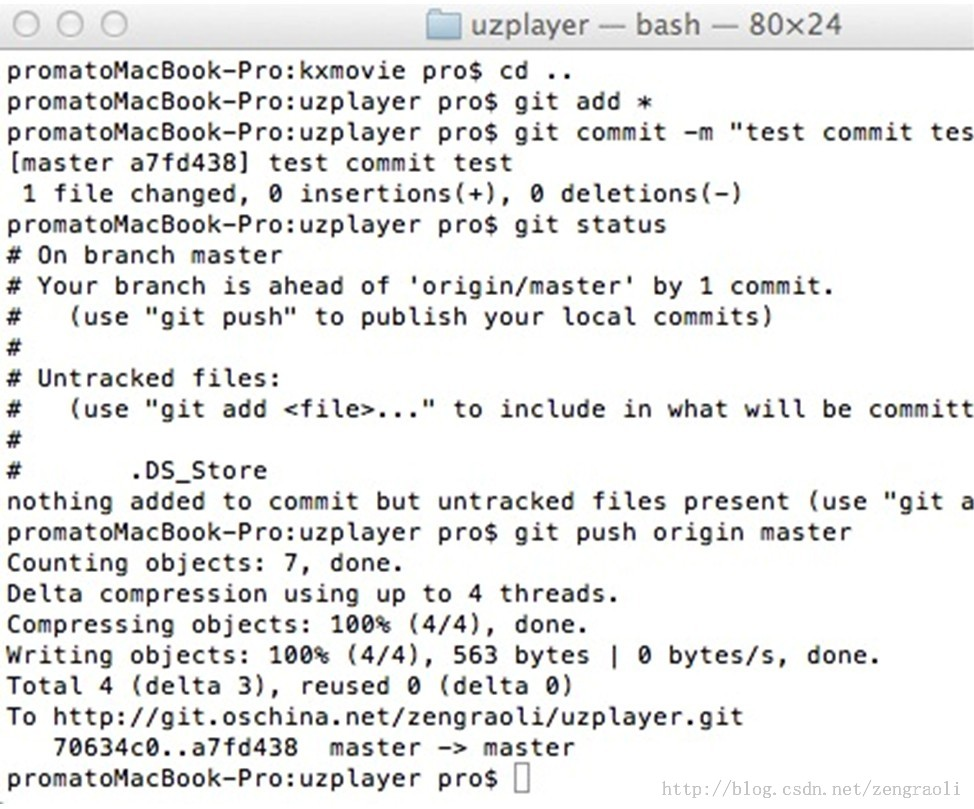 uzplayer — bash — 80×24
promatoMacBook-Pro:kxmovie pro$ cd ..
promatoMacBook-Pro:uzplayer pro$ git add *
promatoMacBook-Pro:uzplayer pro$ git commit -m "test commit tes
[master a7fd438] test commit test
 1 file changed, 0 insertions(+), 0 deletions(-)
promatoMacBook-Pro:uzplayer pro$ git status
# On branch master
# Your branch is ahead of 'origin/master' by 1 commit.
#   (use "git push" to publish your local commits)
#
# Untracked files:
#   (use "git add <file>..." to include in what will be committ
#
#       .DS_Store
nothing added to commit but untracked files present (use "git a
promatoMacBook-Pro:uzplayer pro$ git push origin master
Counting objects: 7, done.
Delta compression using up to 4 threads.
Compressing objects: 100% (4/4), done.
Writing objects: 100% (4/4), 563 bytes | 0 bytes/s, done.
Total 4 (delta 3), reused 0 (delta 0)
To http://git.oschina.net/zengraoli/uzplayer.git
   70634c0..a7fd438  master -> master
promatoMacBook-Pro:uzplayer pro$
http://blog.csdn.net/zengraoli